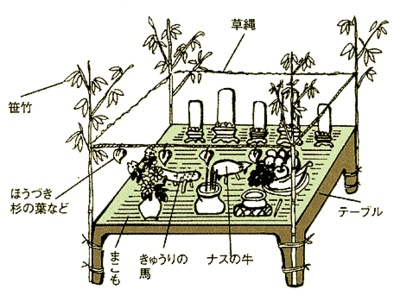 草縄
笹竹
ほうづき
杉の葉など
まこも
きゅうりの
馬
ナスの牛
テーブル